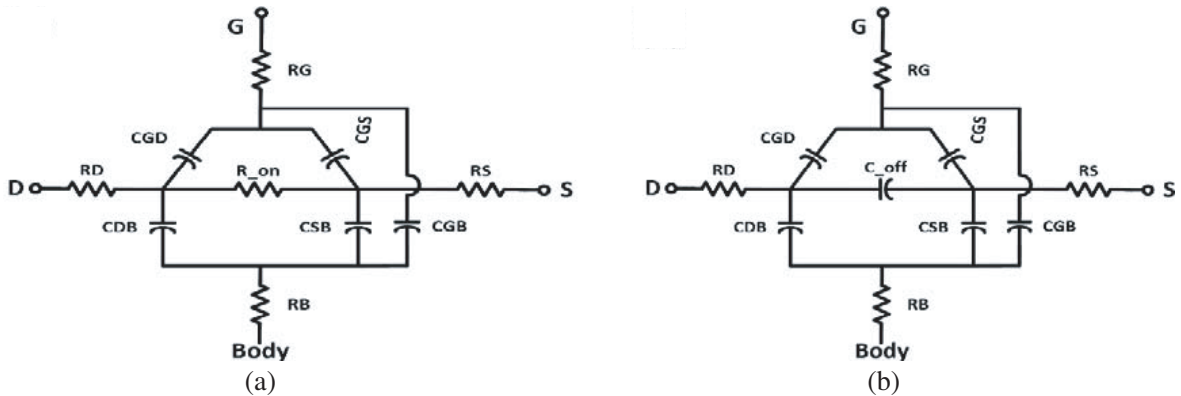 G
RG
CGD
CGS
RD
R_on
RS
D
S
CDB
CSB
CGB
RB
Body
(a)
G
RG
CGD
CGS
RD
C_off
RS
D
S
CDB
CSB
CGB
RB
Body
(b)